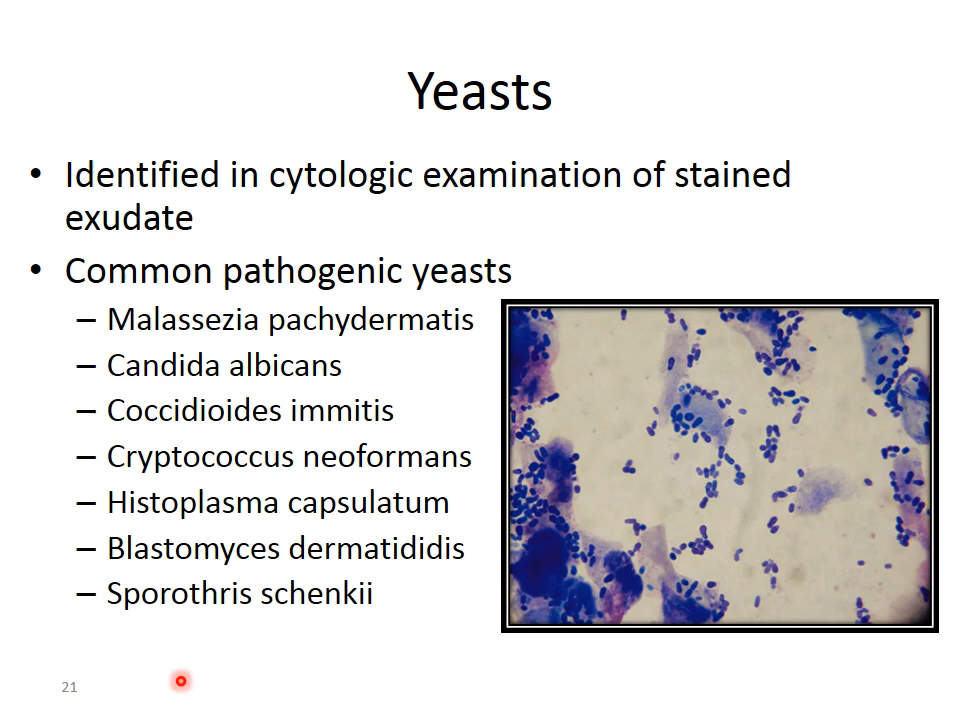 Yeasts
• Identified in cytologic examination of stained
exudate
• Common pathogenic yeasts
– Malassezia pachydermatis
– Candida albicans
– Coccidioides immitis
– Cryptococcus neoformans
– Histoplasma capsulatum
– Blastomyces dermatididis
– Sporothris schenkii
21